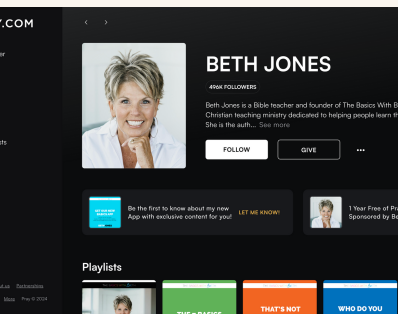 Y.COM
BETH JONES
496K FOLLOWERS
Beth Jones is a Bible teacher and founder of The Basics With B
Christian teaching ministry dedicated to helping people learn th
She is the auth... See more
FOLLOW
GIVE
Be the first to know about my new
App with exclusive content for you!
LET ME KNOW!
1 Year Free of Pra
Sponsored by Be
Playlists
THAT'S NOT
WHO DO YOU
Partnerships
More Pray © 2024